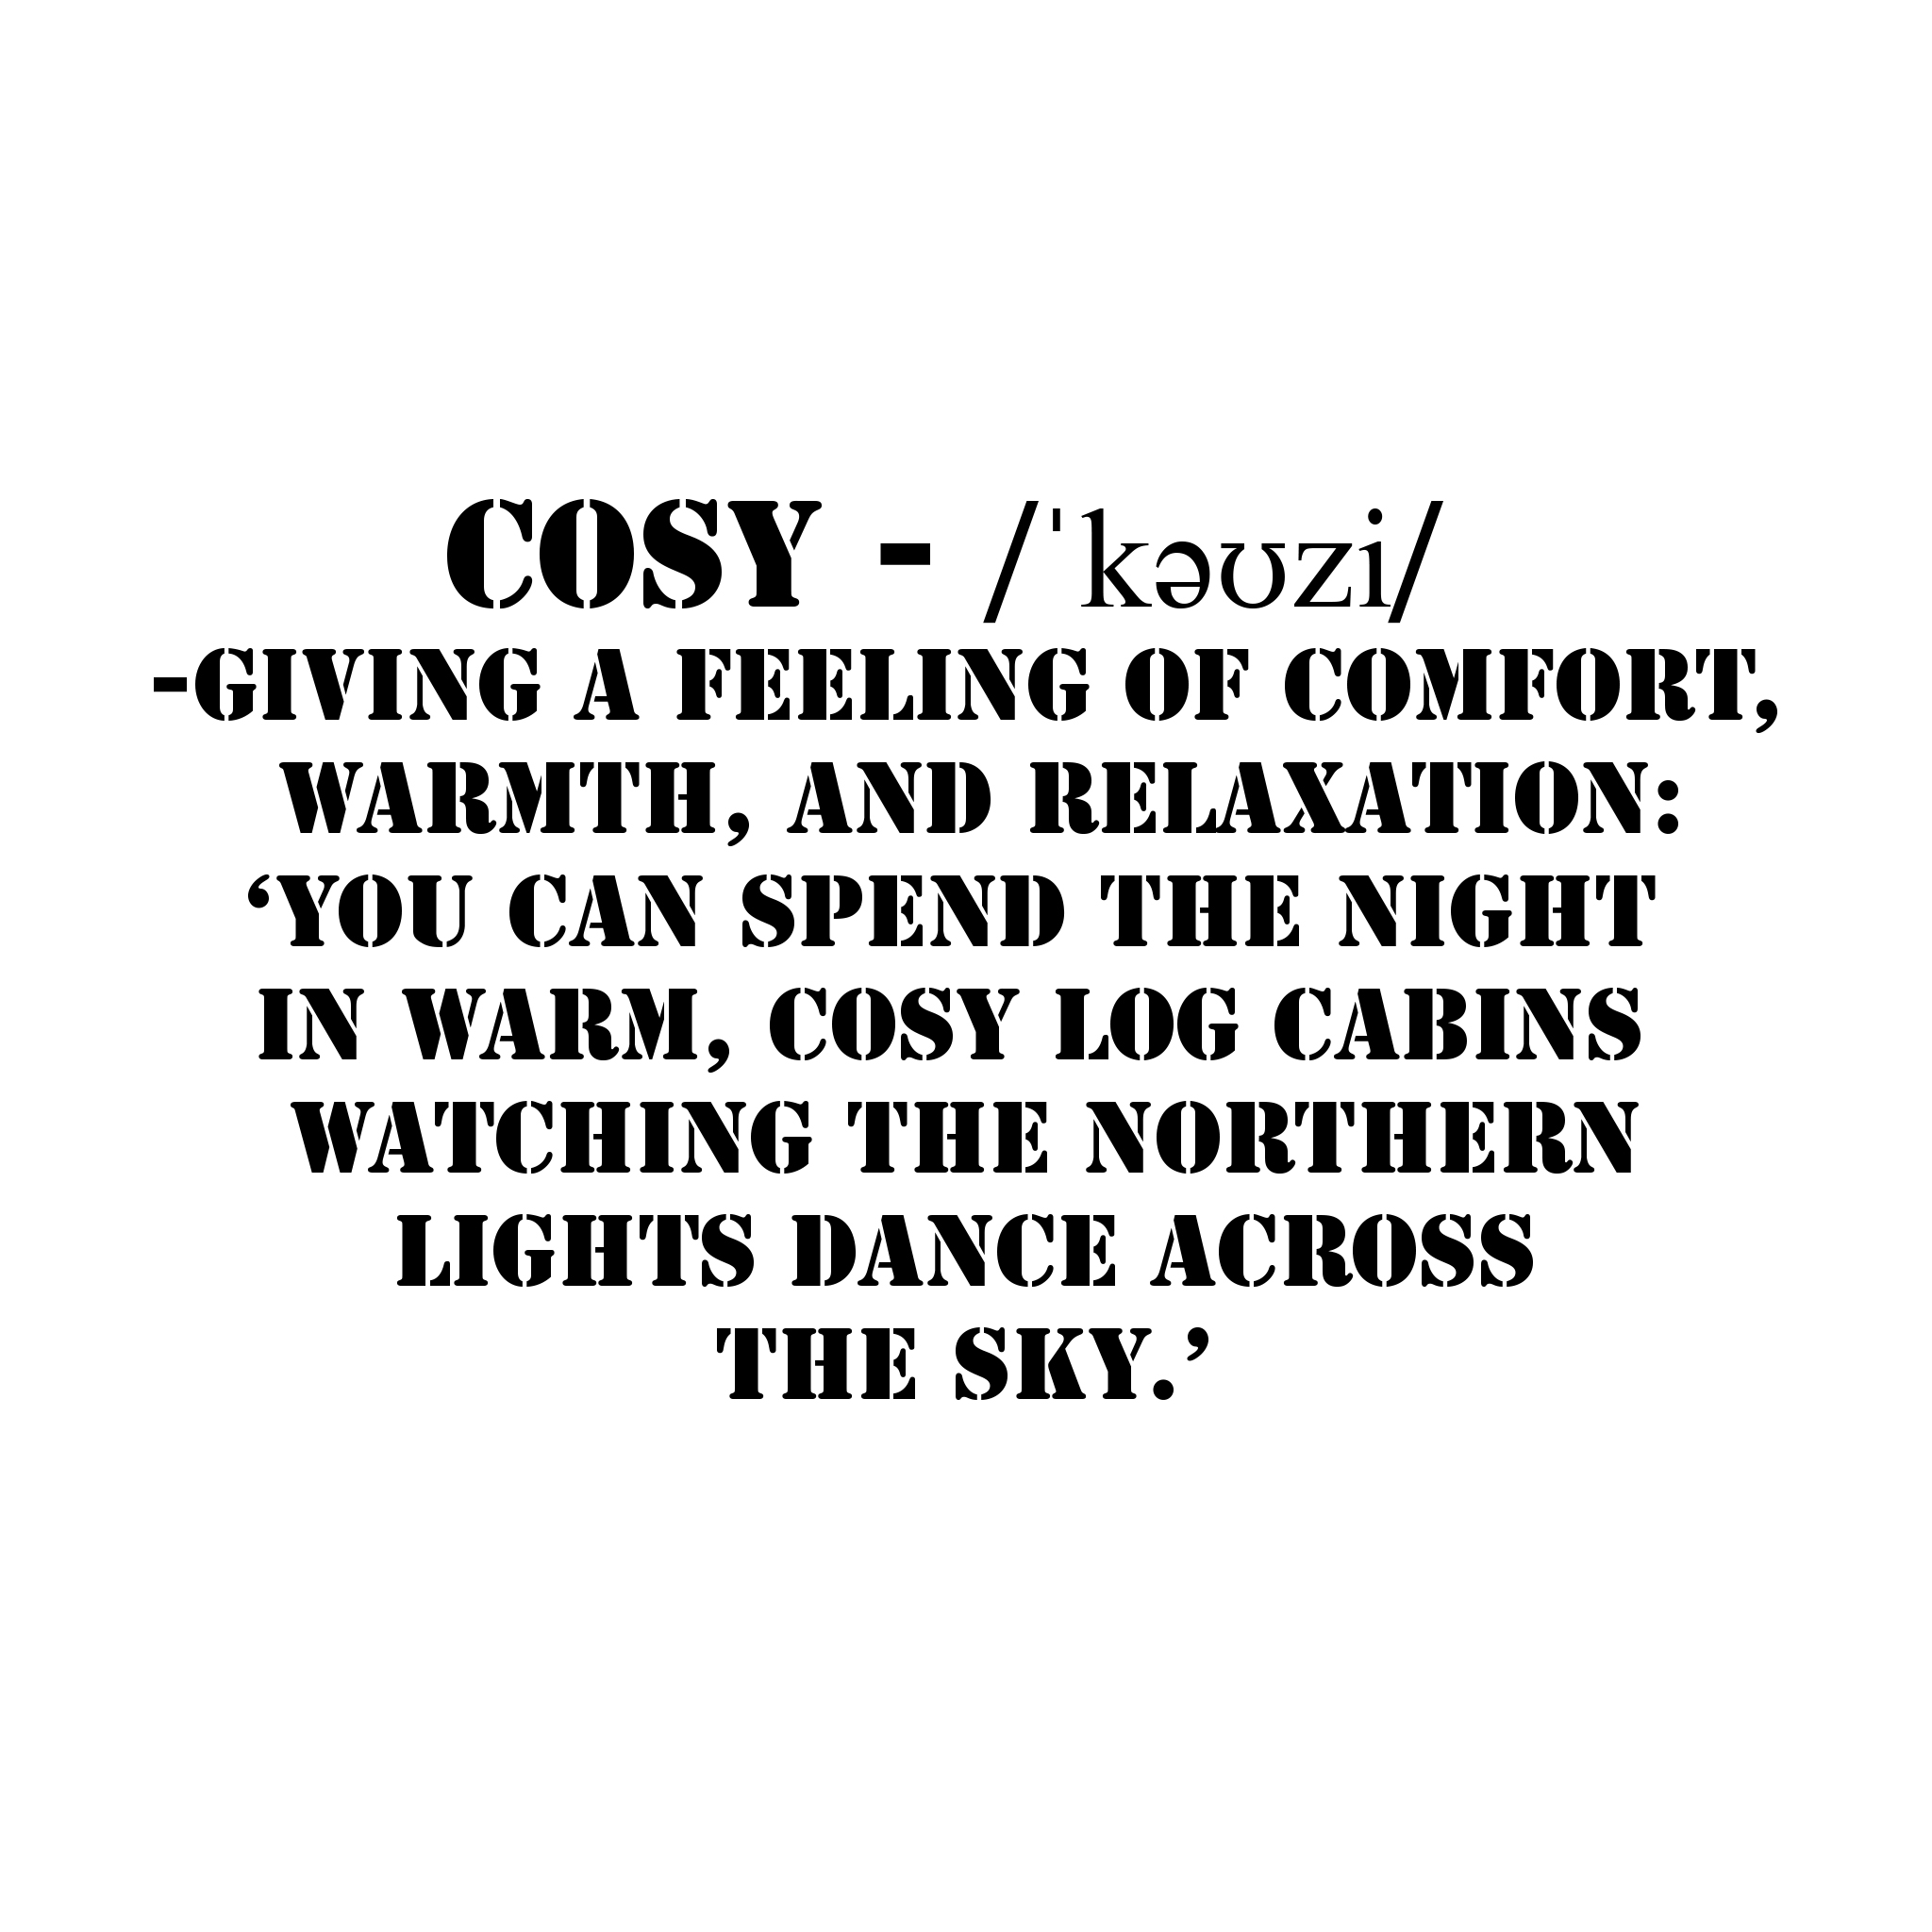 COSY - /ˈkəʊzi/
-GIVING A FEELING OF COMFORT,
WARMTH, AND RELAXATION:
‘YOU CAN SPEND THE NIGHT
IN WARM, COSY LOG CABINS
WATCHING THE NORTHERN
LIGHTS DANCE ACROSS
THE SKY.’